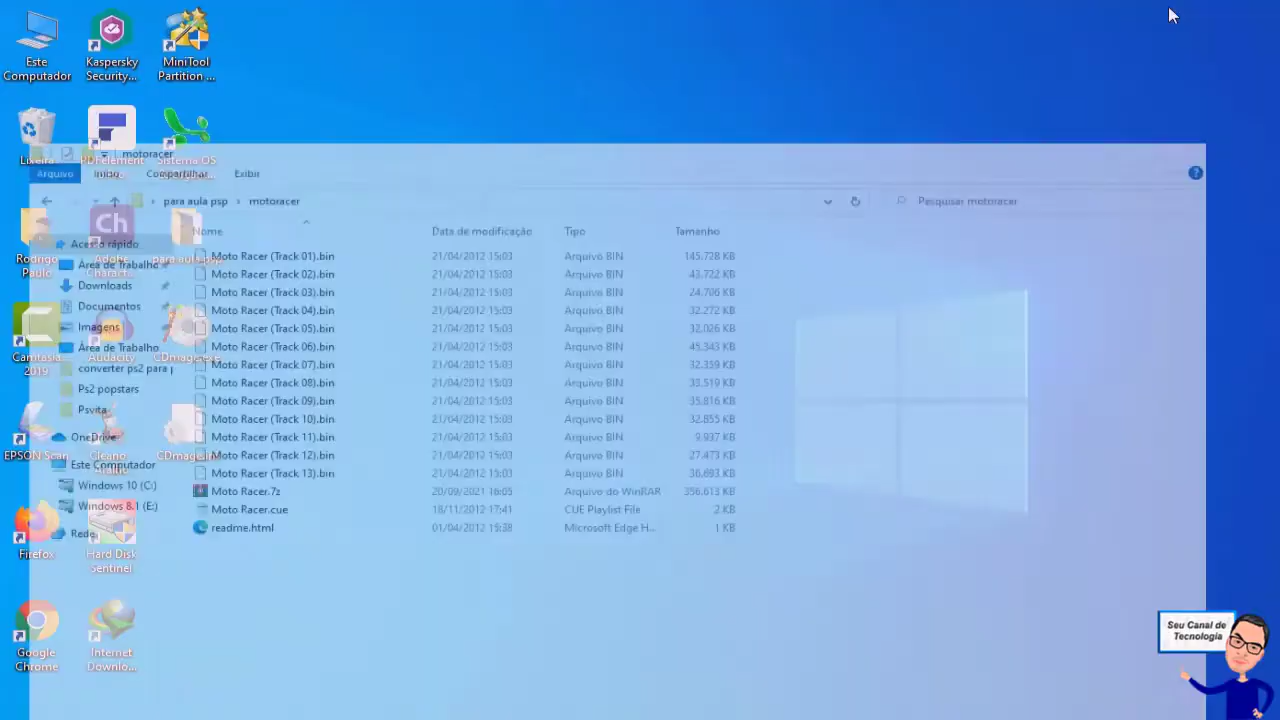 Este
Computador
Kaspersky
Security...
MiniTool
Partition ...
Lixeira
PDFelement
Sistema OS
motoracer
Arquivo
Início
Compartilhar
Exibir
para aula psp
motoracer
Pesquisar motoracer
Nome
Data de modificação
Tipo
Tamanho
Rodrigo
Paulo
Ch
Adobe
Charact...
para aula psp
Acesso rápido
Área de Trabalho
Downloads
Documentos
Imagens
Área de Trabalho
converter ps2 para p
Ps2 popstars
Psvita
OneDrive
Este Computador
Windows 10 (C:)
Windows 8.1 (E:)
Rede
Moto Racer (Track 01).bin 21/04/2012 15:03 Arquivo BIN 145.728 KB
Moto Racer (Track 02).bin 21/04/2012 15:03 Arquivo BIN 43.722 KB
Moto Racer (Track 03).bin 21/04/2012 15:03 Arquivo BIN 24.706 KB
Moto Racer (Track 04).bin 21/04/2012 15:03 Arquivo BIN 32.272 KB
Moto Racer (Track 05).bin 21/04/2012 15:03 Arquivo BIN 32.026 KB
Moto Racer (Track 06).bin 21/04/2012 15:03 Arquivo BIN 45.343 KB
Moto Racer (Track 07).bin 21/04/2012 15:03 Arquivo BIN 32.359 KB
Moto Racer (Track 08).bin 21/04/2012 15:03 Arquivo BIN 33.519 KB
Moto Racer (Track 09).bin 21/04/2012 15:03 Arquivo BIN 35.816 KB
Moto Racer (Track 10).bin 21/04/2012 15:03 Arquivo BIN 32.855 KB
Moto Racer (Track 11).bin 21/04/2012 15:03 Arquivo BIN 9.937 KB
Moto Racer (Track 12).bin 21/04/2012 15:03 Arquivo BIN 27.473 KB
Moto Racer (Track 13).bin 21/04/2012 15:03 Arquivo BIN 36.693 KB
Moto Racer.7z 20/09/2021 16:05 Arquivo do WinRAR 356.613 KB
Moto Racer.cue 18/11/2012 17:41 CUE Playlist File 2 KB
readme.html 01/04/2012 15:38 Microsoft Edge H... 1 KB
Camtasia
2019
Audacity
CDmage.exe
EPSON Scan
Firefox
Hard Disk
Sentinel
Google
Chrome
Internet
Downlo...
Seu Canal de
Tecnologia